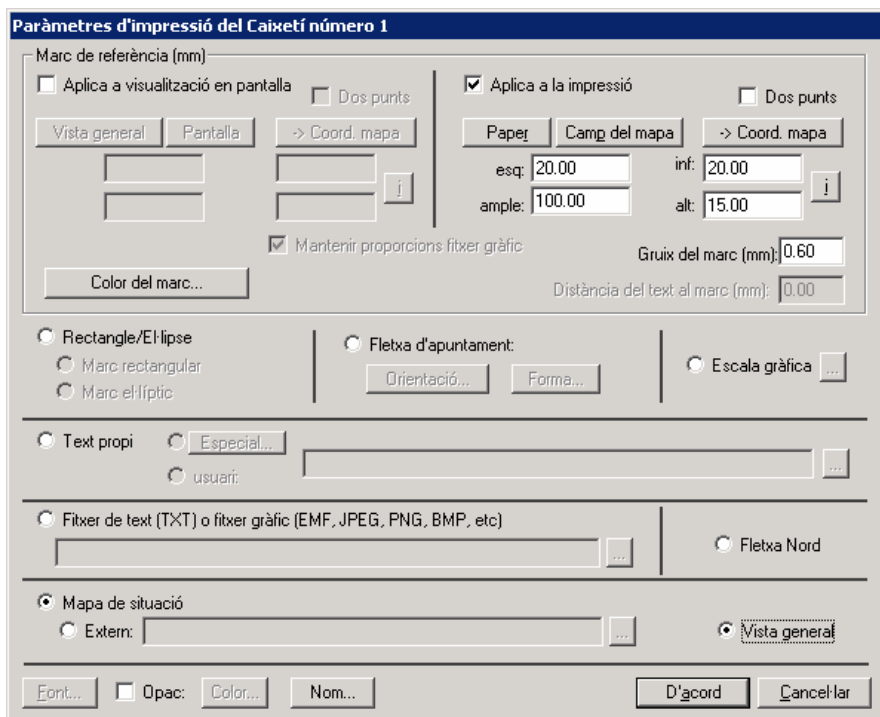 Paràmetres d'impressió del Caixetí número 1
Marc de referència (mm)
Aplica a visualització en pantalla
Dos punts
Vista general Pantalla -> Coord. mapa
i
Aplica a la impressió
Dos punts
Paper Camp del mapa -> Coord. mapa
esq: 20.00 inf: 20.00
i
ample: 100.00 alt: 15.00
Mantenir proporcions fitxer gràfic
Gruix del marc (mm): 0.60
Color del marc...
Distància del text al marc (mm): 0.00
Rectangle/El·lipse
Marc rectangular
Marc el·líptic
Fletxa d'apuntament:
Orientació... Forma...
Escala gràfica ...
Text propi Especial...
usuari: ...
Fitxer de text (TXT) o fitxer gràfic (EMF, JPEG, PNG, BMP, etc)
...
Fletxa Nord
Mapa de situació
Extern: ... Vista general
Font... Opac: Color... Nom... D'acord Cancel·lar